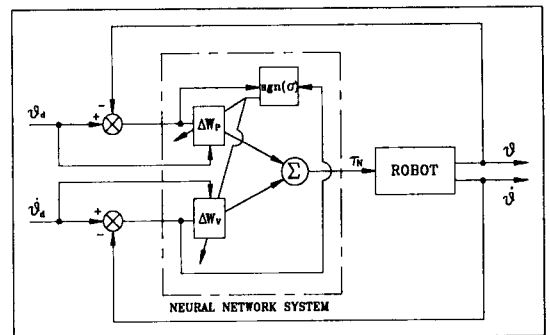 sgn(σ)
−
+
ϑd
ΔWP
τN
ROBOT
ϑ
Σ
ϑ̇
ϑ̇d
+
−
ΔWV
NEURAL NETWORK SYSTEM